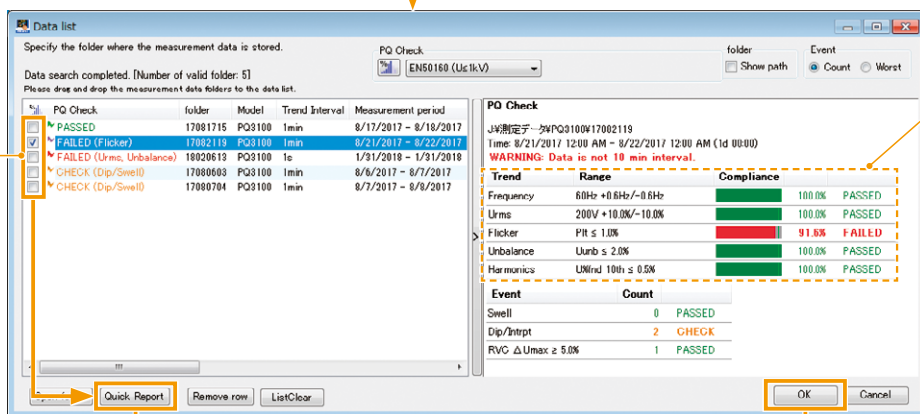 Data list
Specify the folder where the measurement data is stored.
PQ Check
folder
Event
EN50160 (U≤1kV)
Show path
Count
Worst
Data search completed. [Number of valid folder: 5]
Please drag and drop the measurement data folders to the data list.
PQ Check folder Model Trend Interval Measurement period
PASSED 17081715 PQ3100 1min 8/17/2017 - 8/18/2017
FAILED (Flicker) 17082119 PQ3100 1min 8/21/2017 - 8/22/2017
FAILED (Urms, Unbalance) 18020613 PQ3100 1s 1/31/2018 - 1/31/2018
CHECK (Dip/Swell) 17080603 PQ3100 1min 8/6/2017 - 8/7/2017
CHECK (Dip/Swell) 17080704 PQ3100 1min 8/7/2017 - 8/8/2017
PQ Check
J:¥測定データ¥PQ3100¥17082119
Time: 8/21/2017 12:00 AM - 8/22/2017 12:00 AM (1d 00:00)
WARNING: Data is not 10 min interval.
Trend Range Compliance
Frequency 60Hz +0.6Hz/-0.6Hz 100.0% PASSED
Urms 200V +10.0%/-10.0% 100.0% PASSED
Flicker Plt ≤ 1.0% 91.6% FAILED
Unbalance Uunb ≤ 2.0% 100.0% PASSED
Harmonics U%Ind 10th ≤ 0.5% 100.0% PASSED
Event Count
Swell 0 PASSED
Dip/Intrpt 2 CHECK
RVC ΔUmax ≥ 5.0% 1 PASSED
Quick Report
Remove row
ListClear
OK
Cancel